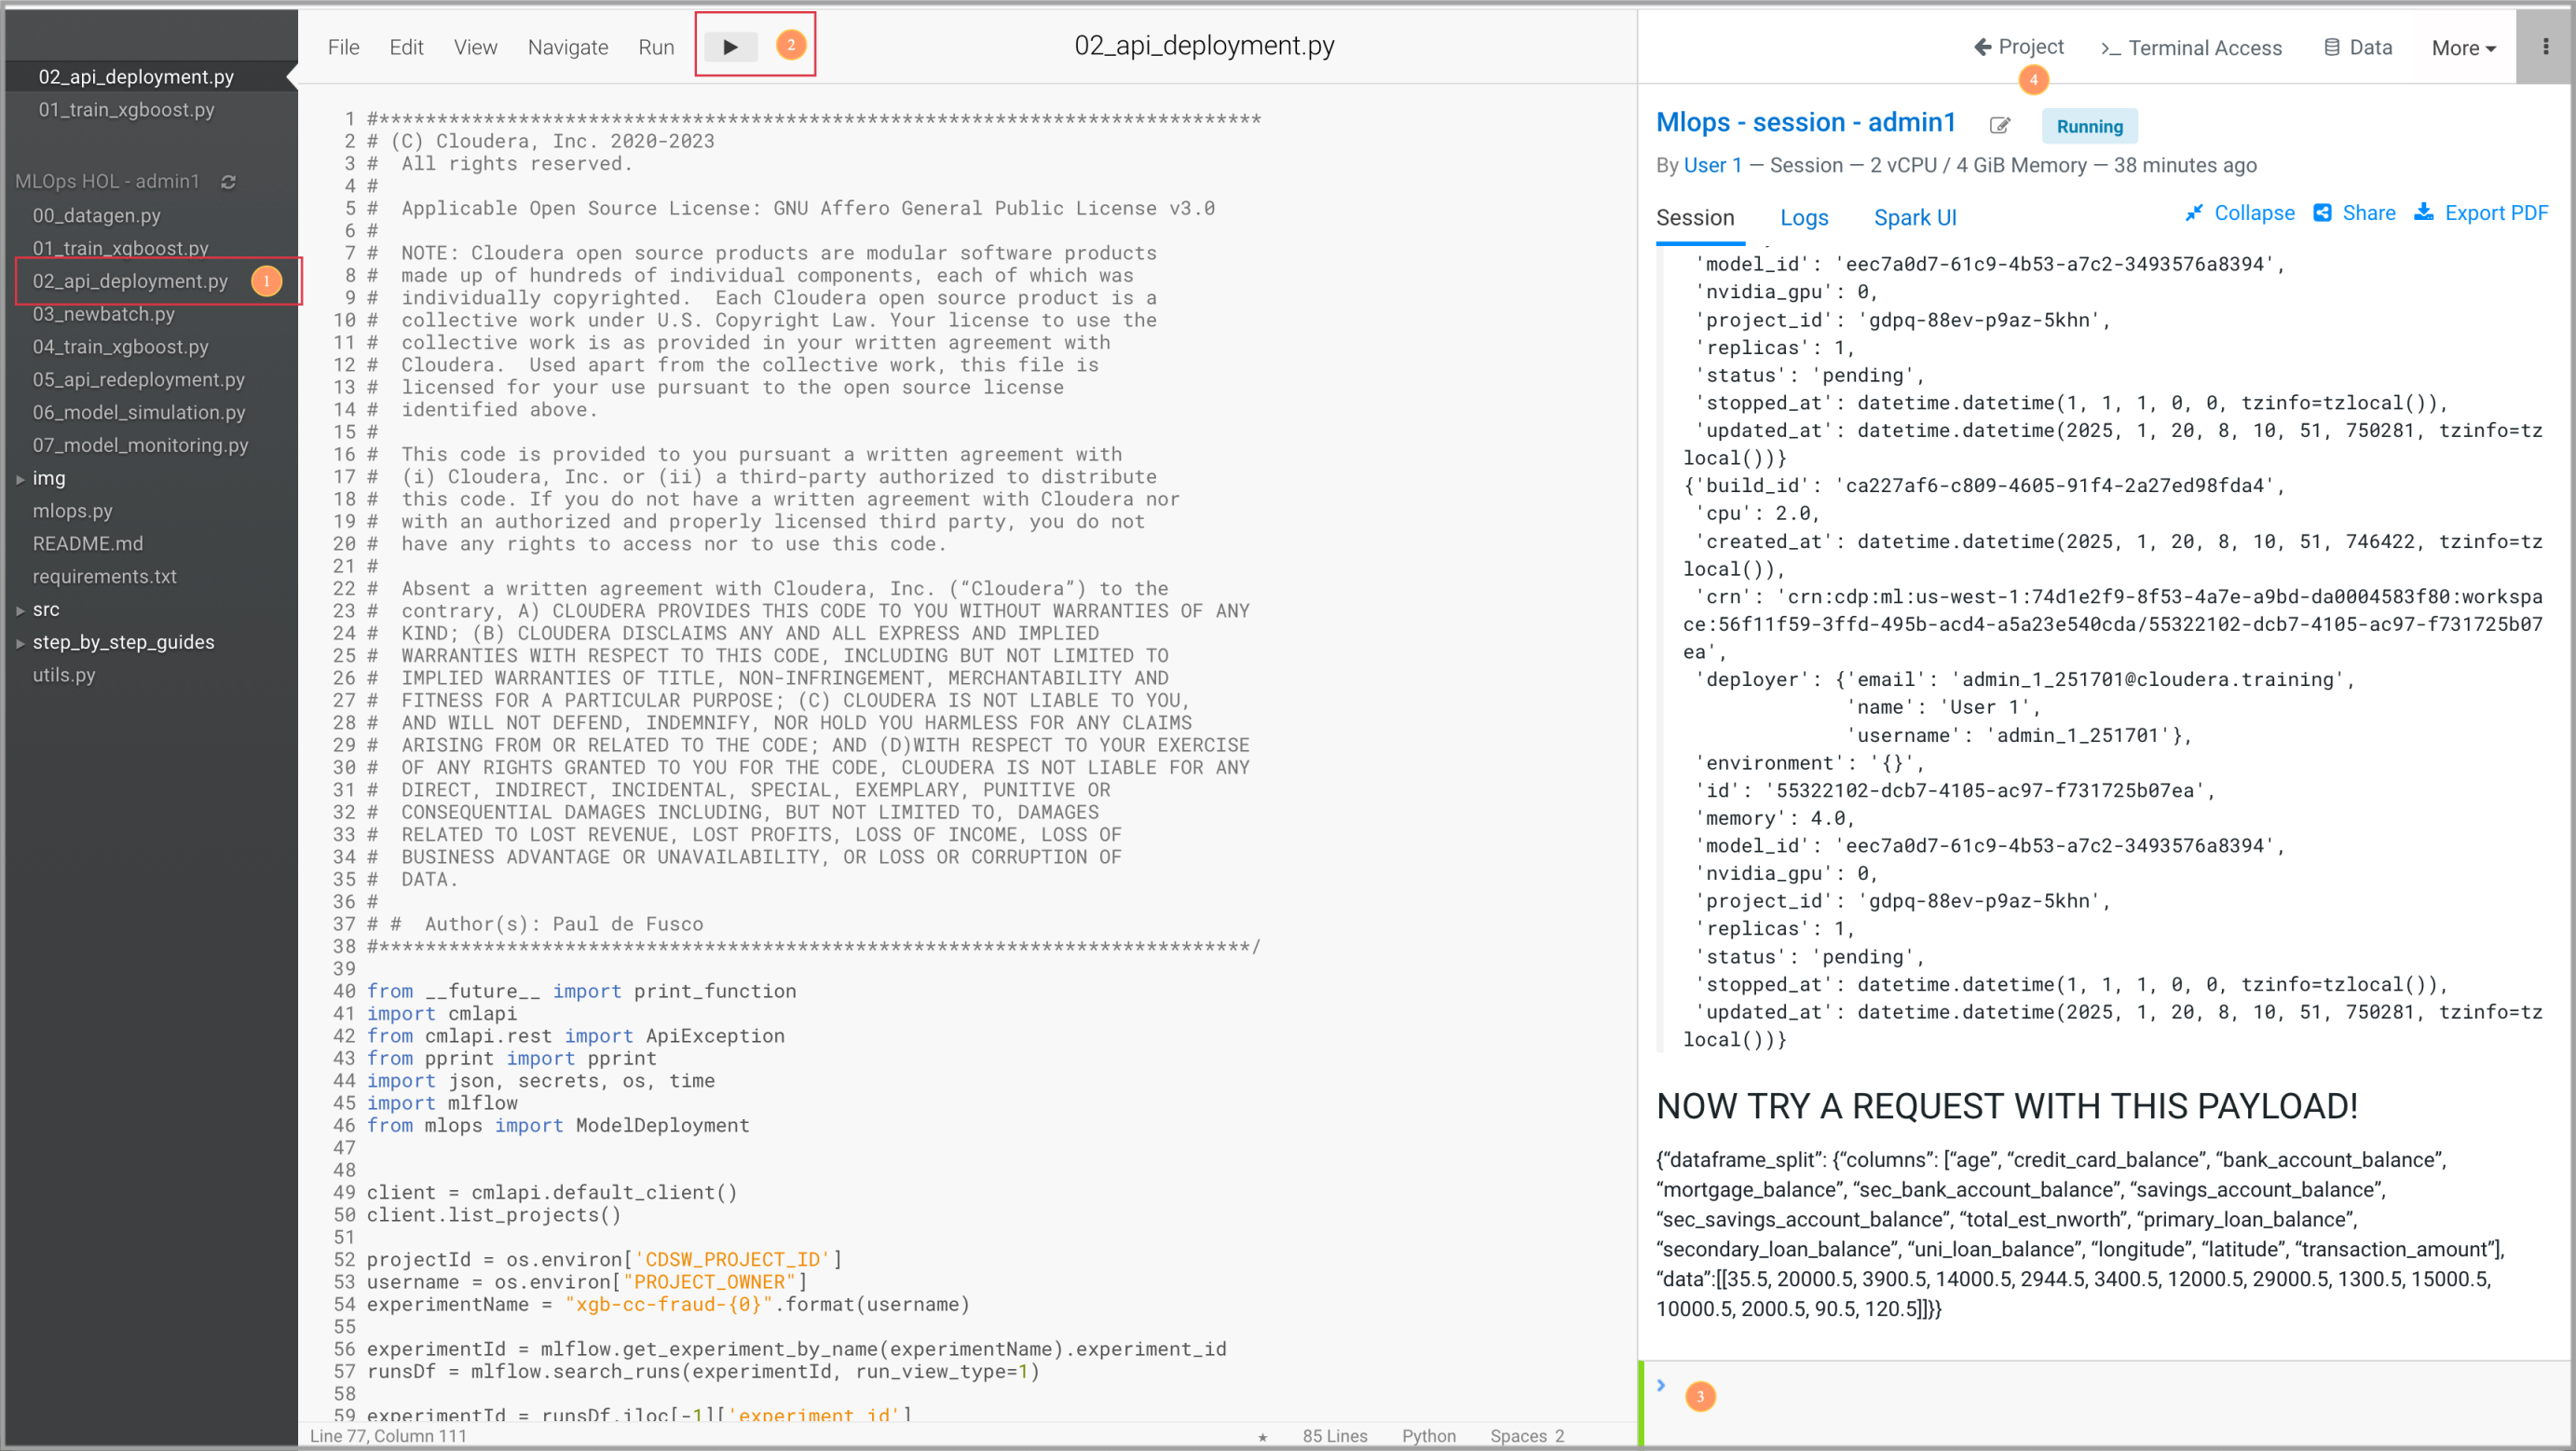 02_api_deployment.py
01_train_xgboost.py
MLOps HOL - admin1
00_datagen.py
01_train_xgboost.py
02_api_deployment.py 1
03_newbatch.py
04_train_xgboost.py
05_api_redeployment.py
06_model_simulation.py
07_model_monitoring.py
img
mlops.py
README.md
requirements.txt
src
step_by_step_guides
utils.py
File Edit View Navigate Run 2 02_api_deployment.py
1 #****************************************************************************
2 # (C) Cloudera, Inc. 2020-2023
3 #  All rights reserved.
4 #
5 #  Applicable Open Source License: GNU Affero General Public License v3.0
6 #
7 #  NOTE: Cloudera open source products are modular software products
8 #  made up of hundreds of individual components, each of which was
9 #  individually copyrighted.  Each Cloudera open source product is a
10 #  collective work under U.S. Copyright Law. Your license to use the
11 #  collective work is as provided in your written agreement with
12 #  Cloudera.  Used apart from the collective work, this file is
13 #  licensed for your use pursuant to the open source license
14 #  identified above.
15 #
16 #  This code is provided to you pursuant a written agreement with
17 #  (i) Cloudera, Inc. or (ii) a third-party authorized to distribute
18 #  this code. If you do not have a written agreement with Cloudera nor
19 #  with an authorized and properly licensed third party, you do not
20 #  have any rights to access nor to use this code.
21 #
22 #  Absent a written agreement with Cloudera, Inc. (“Cloudera”) to the
23 #  contrary, A) CLOUDERA PROVIDES THIS CODE TO YOU WITHOUT WARRANTIES OF ANY
24 #  KIND; (B) CLOUDERA DISCLAIMS ANY AND ALL EXPRESS AND IMPLIED
25 #  WARRANTIES WITH RESPECT TO THIS CODE, INCLUDING BUT NOT LIMITED TO
26 #  IMPLIED WARRANTIES OF TITLE, NON-INFRINGEMENT, MERCHANTABILITY AND
27 #  FITNESS FOR A PARTICULAR PURPOSE; (C) CLOUDERA IS NOT LIABLE TO YOU,
28 #  AND WILL NOT DEFEND, INDEMNIFY, NOR HOLD YOU HARMLESS FOR ANY CLAIMS
29 #  ARISING FROM OR RELATED TO THE CODE; AND (D)WITH RESPECT TO YOUR EXERCISE
30 #  OF ANY RIGHTS GRANTED TO YOU FOR THE CODE, CLOUDERA IS NOT LIABLE FOR ANY
31 #  DIRECT, INDIRECT, INCIDENTAL, SPECIAL, EXEMPLARY, PUNITIVE OR
32 #  CONSEQUENTIAL DAMAGES INCLUDING, BUT NOT LIMITED TO, DAMAGES
33 #  RELATED TO LOST REVENUE, LOST PROFITS, LOSS OF INCOME, LOSS OF
34 #  BUSINESS ADVANTAGE OR UNAVAILABILITY, OR LOSS OR CORRUPTION OF
35 #  DATA.
36 #
37 # #  Author(s): Paul de Fusco
38 #***************************************************************************/
39
40 from __future__ import print_function
41 import cmlapi
42 from cmlapi.rest import ApiException
43 from pprint import pprint
44 import json, secrets, os, time
45 import mlflow
46 from mlops import ModelDeployment
47
48
49 client = cmlapi.default_client()
50 client.list_projects()
51
52 projectId = os.environ['CDSW_PROJECT_ID']
53 username = os.environ["PROJECT_OWNER"]
54 experimentName = "xgb-cc-fraud-{0}".format(username)
55
56 experimentId = mlflow.get_experiment_by_name(experimentName).experiment_id
57 runsDf = mlflow.search_runs(experimentId, run_view_type=1)
58
59 experimentId = runsDf.iloc[-1]['experiment_id']
Line 77, Column 111 ★ 85 Lines Python Spaces 2
Project >_ Terminal Access Data More
4
Mlops - session - admin1 Running
By User 1 — Session — 2 vCPU / 4 GiB Memory — 38 minutes ago
Session Logs Spark UI Collapse Share Export PDF
'model_id': 'eec7a0d7-61c9-4b53-a7c2-3493576a8394',
'nvidia_gpu': 0,
'project_id': 'gdpq-88ev-p9az-5khn',
'replicas': 1,
'status': 'pending',
'stopped_at': datetime.datetime(1, 1, 1, 0, 0, tzinfo=tzlocal()),
'updated_at': datetime.datetime(2025, 1, 20, 8, 10, 51, 750281, tzinfo=tz
local())}
{'build_id': 'ca227af6-c809-4605-91f4-2a27ed98fda4',
'cpu': 2.0,
'created_at': datetime.datetime(2025, 1, 20, 8, 10, 51, 746422, tzinfo=tz
local()),
'crn': 'crn:cdp:ml:us-west-1:74d1e2f9-8f53-4a7e-a9bd-da0004583f80:workspa
ce:56f11f59-3ffd-495b-acd4-a5a23e540cda/55322102-dcb7-4105-ac97-f731725b07
ea',
'deployer': {'email': 'admin_1_251701@cloudera.training',
'name': 'User 1',
'username': 'admin_1_251701'},
'environment': '{}',
'id': '55322102-dcb7-4105-ac97-f731725b07ea',
'memory': 4.0,
'model_id': 'eec7a0d7-61c9-4b53-a7c2-3493576a8394',
'nvidia_gpu': 0,
'project_id': 'gdpq-88ev-p9az-5khn',
'replicas': 1,
'status': 'pending',
'stopped_at': datetime.datetime(1, 1, 1, 0, 0, tzinfo=tzlocal()),
'updated_at': datetime.datetime(2025, 1, 20, 8, 10, 51, 750281, tzinfo=tz
local())}
NOW TRY A REQUEST WITH THIS PAYLOAD!
{“dataframe_split”: {“columns”: [“age”, “credit_card_balance”, “bank_account_balance”,
“mortgage_balance”, “sec_bank_account_balance”, “savings_account_balance”,
“sec_savings_account_balance”, “total_est_nworth”, “primary_loan_balance”,
“secondary_loan_balance”, “uni_loan_balance”, “longitude”, “latitude”, “transaction_amount”],
“data”:[[35.5, 20000.5, 3900.5, 14000.5, 2944.5, 3400.5, 12000.5, 29000.5, 1300.5, 15000.5,
10000.5, 2000.5, 90.5, 120.5]]}}
3